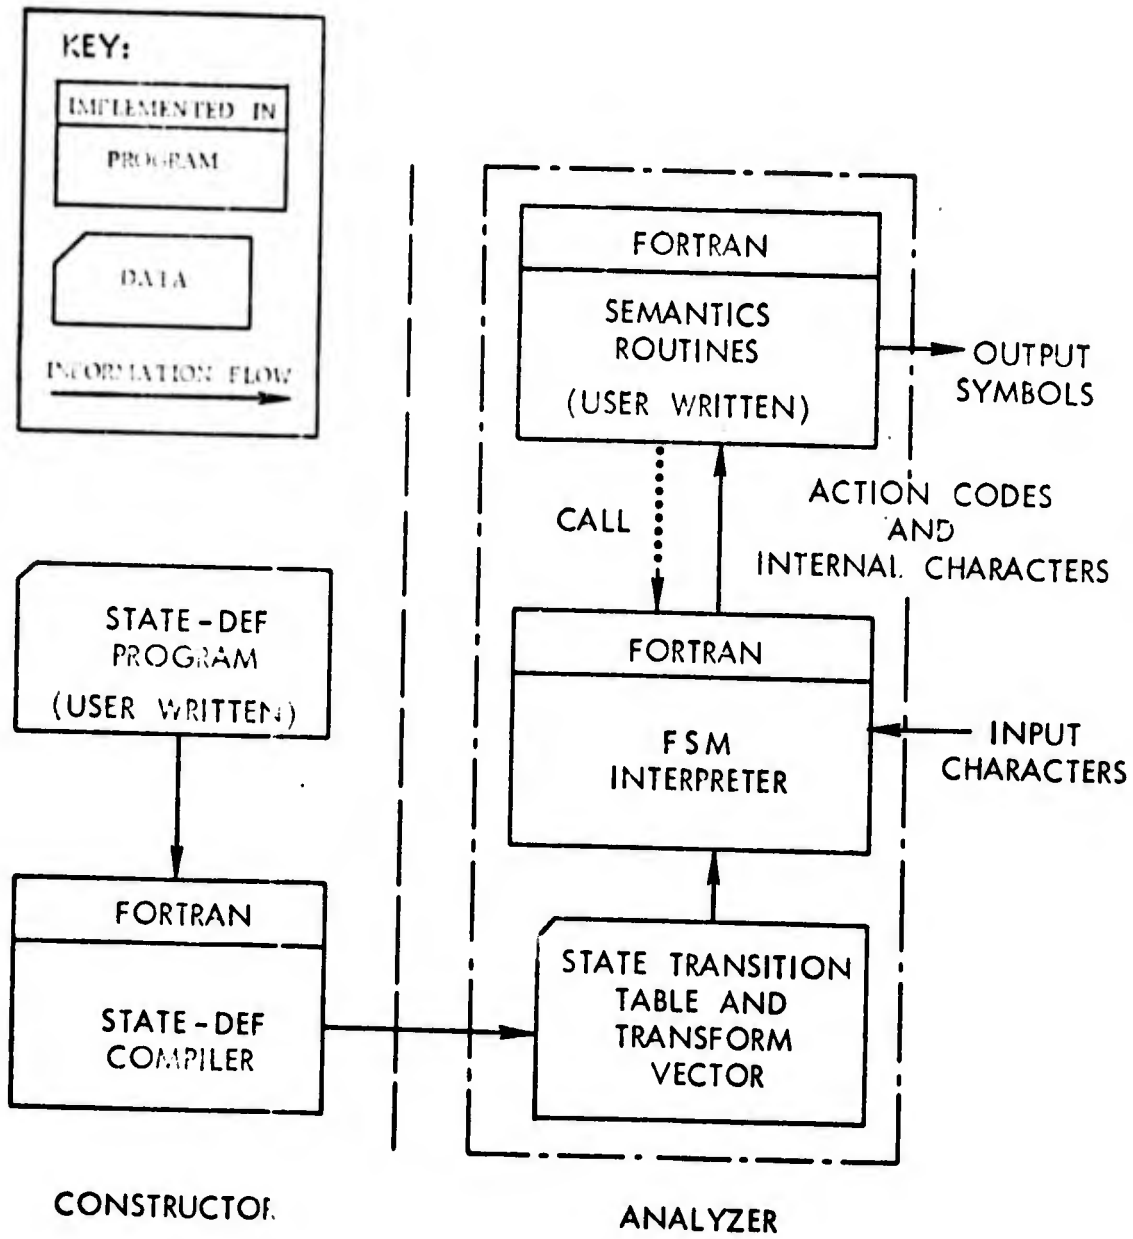 KEY:
IMPLEMENTED IN
PROGRAM
DATA
INFORMATION FLOW
FORTRAN
SEMANTICS
ROUTINES
(USER WRITTEN)
OUTPUT
SYMBOLS
CALL
ACTION CODES
AND
INTERNAL CHARACTERS
STATE-DEF
PROGRAM
(USER WRITTEN)
FORTRAN
FSM
INTERPRETER
INPUT
CHARACTERS
FORTRAN
STATE-DEF
COMPILER
STATE TRANSITION
TABLE AND
TRANSFORM
VECTOR
CONSTRUCTOR
ANALYZER